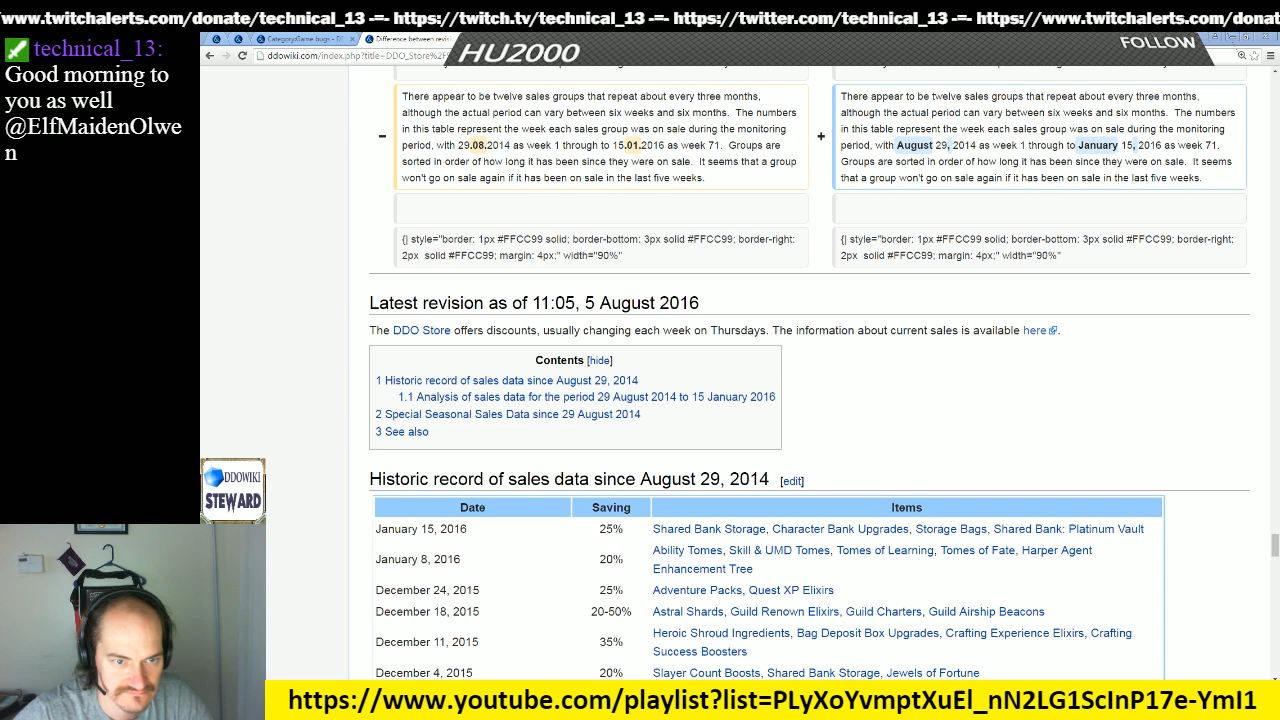 www.twitchalerts.com/donate/technical_13 -=- https://twitch.tv/technical_13 -=- https://twitter.com/technical_13 -=- https://www.twitchalerts.com/donat
technical_13:
Good morning to
you as well
@ElfMaidenOlwe
n
Category:Game bugs - D
Difference between revis
ddowiki.com/index.php?title=DDO_Store%2F
HU2000
FOLLOW
There appear to be twelve sales groups that repeat about every three months,
although the actual period can vary between six weeks and six months. The numbers
in this table represent the week each sales group was on sale during the monitoring
period, with 29.08.2014 as week 1 through to 15.01.2016 as week 71. Groups are
sorted in order of how long it has been since they were on sale. It seems that a group
won't go on sale again if it has been on sale in the last five weeks.
There appear to be twelve sales groups that repeat about every three months,
although the actual period can vary between six weeks and six months. The numbers
in this table represent the week each sales group was on sale during the monitoring
period, with August 29, 2014 as week 1 through to January 15, 2016 as week 71.
Groups are sorted in order of how long it has been since they were on sale. It seems
that a group won't go on sale again if it has been on sale in the last five weeks.
{| style="border: 1px #FFCC99 solid; border-bottom: 3px solid #FFCC99; border-right:
2px solid #FFCC99; margin: 4px;" width="90%"
{| style="border: 1px #FFCC99 solid; border-bottom: 3px solid #FFCC99; border-right:
2px solid #FFCC99; margin: 4px;" width="90%"
Latest revision as of 11:05, 5 August 2016
The DDO Store offers discounts, usually changing each week on Thursdays. The information about current sales is available here.
Contents [hide]
1 Historic record of sales data since August 29, 2014
1.1 Analysis of sales data for the period 29 August 2014 to 15 January 2016
2 Special Seasonal Sales Data since 29 August 2014
3 See also
DDOWIKI
STEWARD
Historic record of sales data since August 29, 2014 [edit]
Date Saving Items
January 15, 2016 25% Shared Bank Storage, Character Bank Upgrades, Storage Bags, Shared Bank: Platinum Vault
January 8, 2016 20% Ability Tomes, Skill & UMD Tomes, Tomes of Learning, Tomes of Fate, Harper Agent
Enhancement Tree
December 24, 2015 25% Adventure Packs, Quest XP Elixirs
December 18, 2015 20-50% Astral Shards, Guild Renown Elixirs, Guild Charters, Guild Airship Beacons
December 11, 2015 35% Heroic Shroud Ingredients, Bag Deposit Box Upgrades, Crafting Experience Elixirs, Crafting
Success Boosters
December 4, 2015 20% Slayer Count Boosts, Shared Bank Storage, Jewels of Fortune
https://www.youtube.com/playlist?list=PLyXoYvmptXuEl_nN2LG1ScInP17e-YmI1